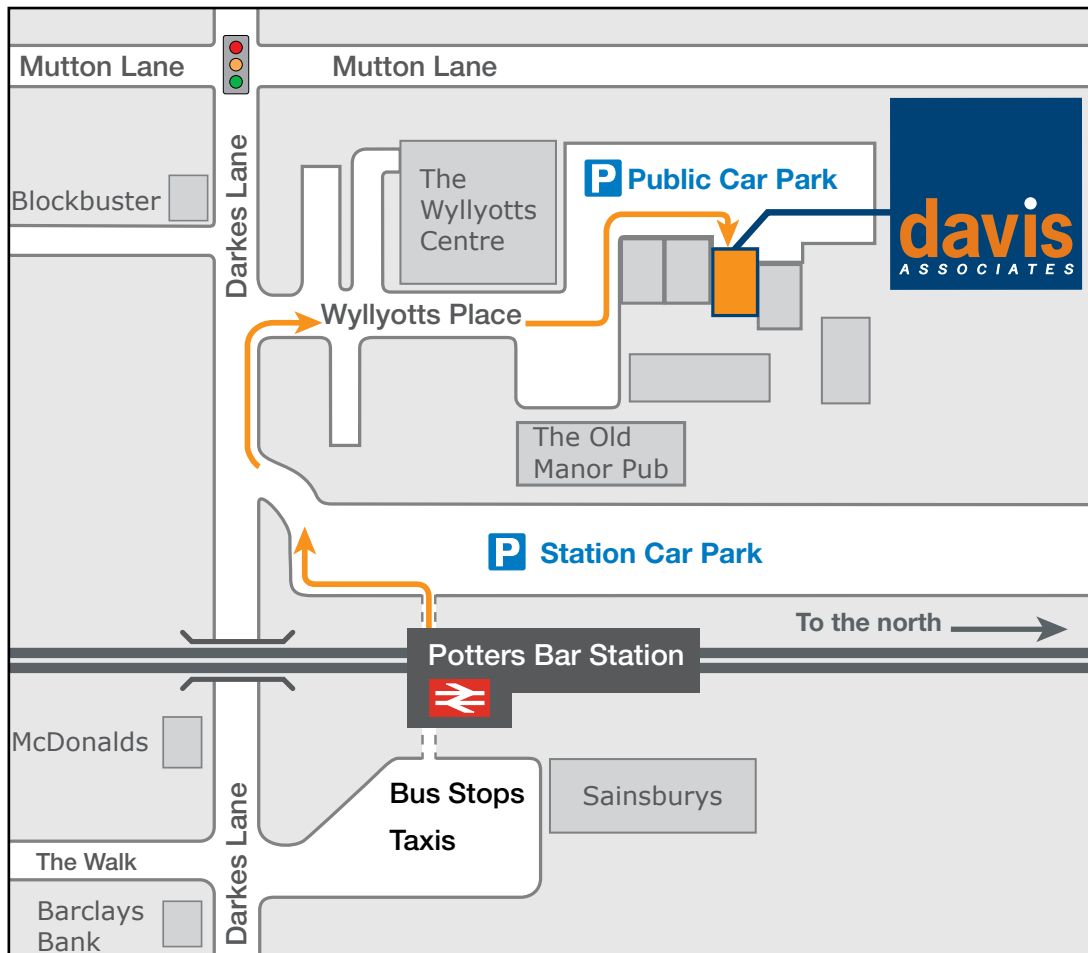 Mutton Lane
Mutton Lane
Darkes Lane
Blockbuster
The
Wyllyotts
Centre
P Public Car Park
davis
ASSOCIATES
Wyllyotts Place
The Old
Manor Pub
P Station Car Park
To the north
Potters Bar Station
McDonalds
Bus Stops
Taxis
Sainsburys
Darkes Lane
The Walk
Barclays
Bank